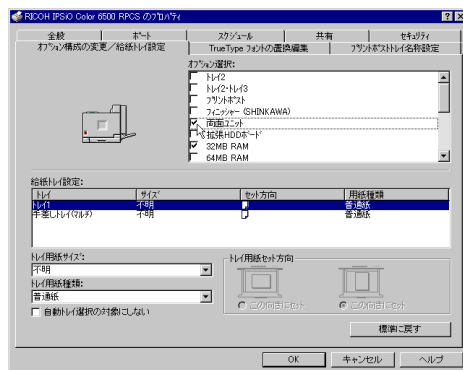 RICOH IPSiO Color 6500 RPCS のプロパティ
全般 ポート スケジュール 共有 セキュリティ
オプション構成の変更／給紙トレイ設定 TrueType フォントの置換編集 プリントポストトレイ名称設定
オプション選択:
トレイ2
トレイ2・トレイ3
プリントポスト
フィニッシャー (SHINKAWA)
両面ユニット
拡張HDDボード
32MB RAM
64MB RAM
給紙トレイ設定:
トレイ サイズ セット方向 用紙種類
トレイ1 不明 普通紙
手差しトレイ(マルチ) 不明 普通紙
トレイ用紙サイズ: トレイ用紙セット方向
不明
トレイ用紙種類:
普通紙
この向きにセット この向きにセット
自動トレイ選択の対象にしない
標準に戻す
OK キャンセル ヘルプ